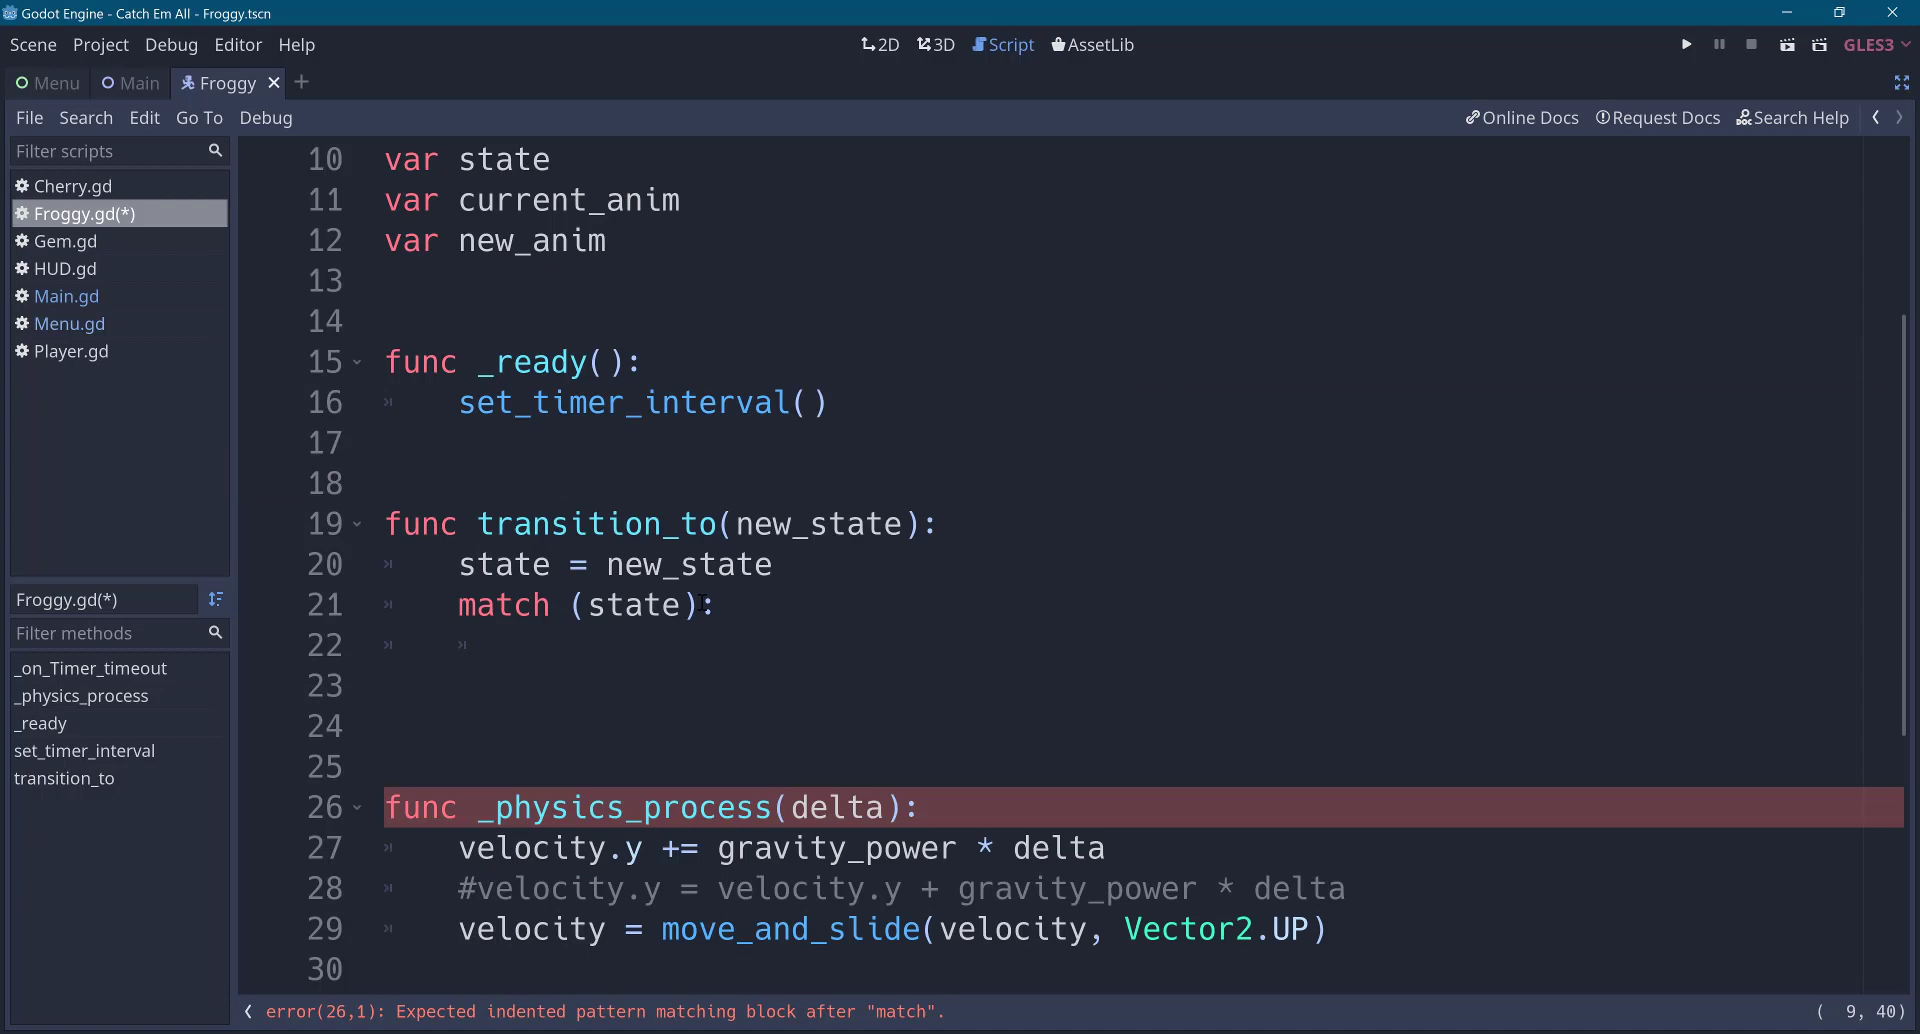 Godot Engine - Catch Em All - Froggy.tscn
Scene Project Debug Editor Help
2D 3D Script AssetLib
GLES3
Menu Main Froggy
File Search Edit Go To Debug
Online Docs Request Docs Search Help
Filter scripts
Cherry.gd
Froggy.gd(*)
Gem.gd
HUD.gd
Main.gd
Menu.gd
Player.gd
Froggy.gd(*)
Filter methods
_on_Timer_timeout
_physics_process
_ready
set_timer_interval
transition_to
10 var state
11 var current_anim
12 var new_anim
13
14
15 func _ready():
16 set_timer_interval()
17
18
19 func transition_to(new_state):
20 state = new_state
21 match (state):
22
23
24
25
26 func _physics_process(delta):
27 velocity.y += gravity_power * delta
28 #velocity.y = velocity.y + gravity_power * delta
29 velocity = move_and_slide(velocity, Vector2.UP)
30
error(26,1): Expected indented pattern matching block after "match".
( 9, 40)